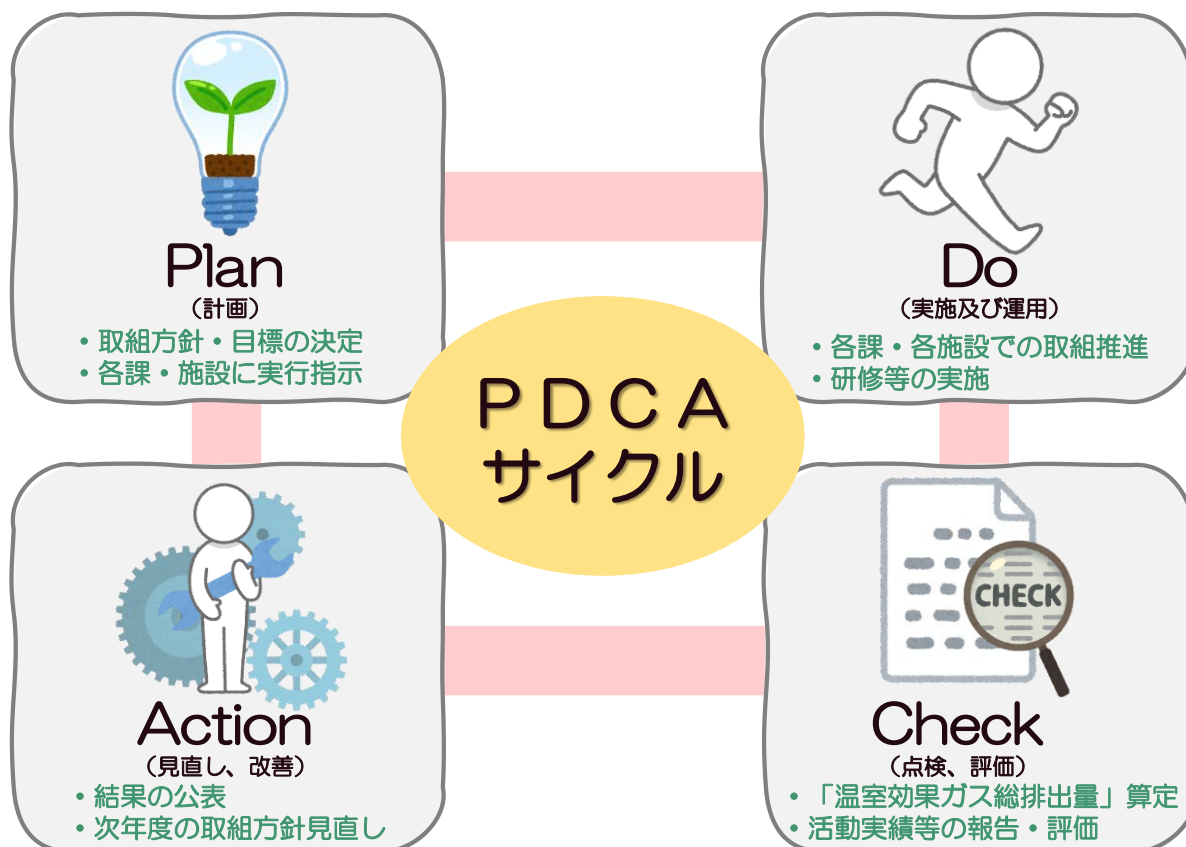 Plan
（計画）
・取組方針・目標の決定
・各課・施設に実行指示
Do
（実施及び運用）
・各課・各施設での取組推進
・研修等の実施
ＰＤＣＡ
サイクル
Action
（見直し、改善）
・結果の公表
・次年度の取組方針見直し
CHECK
Check
（点検、評価）
・「温室効果ガス総排出量」算定
・活動実績等の報告・評価